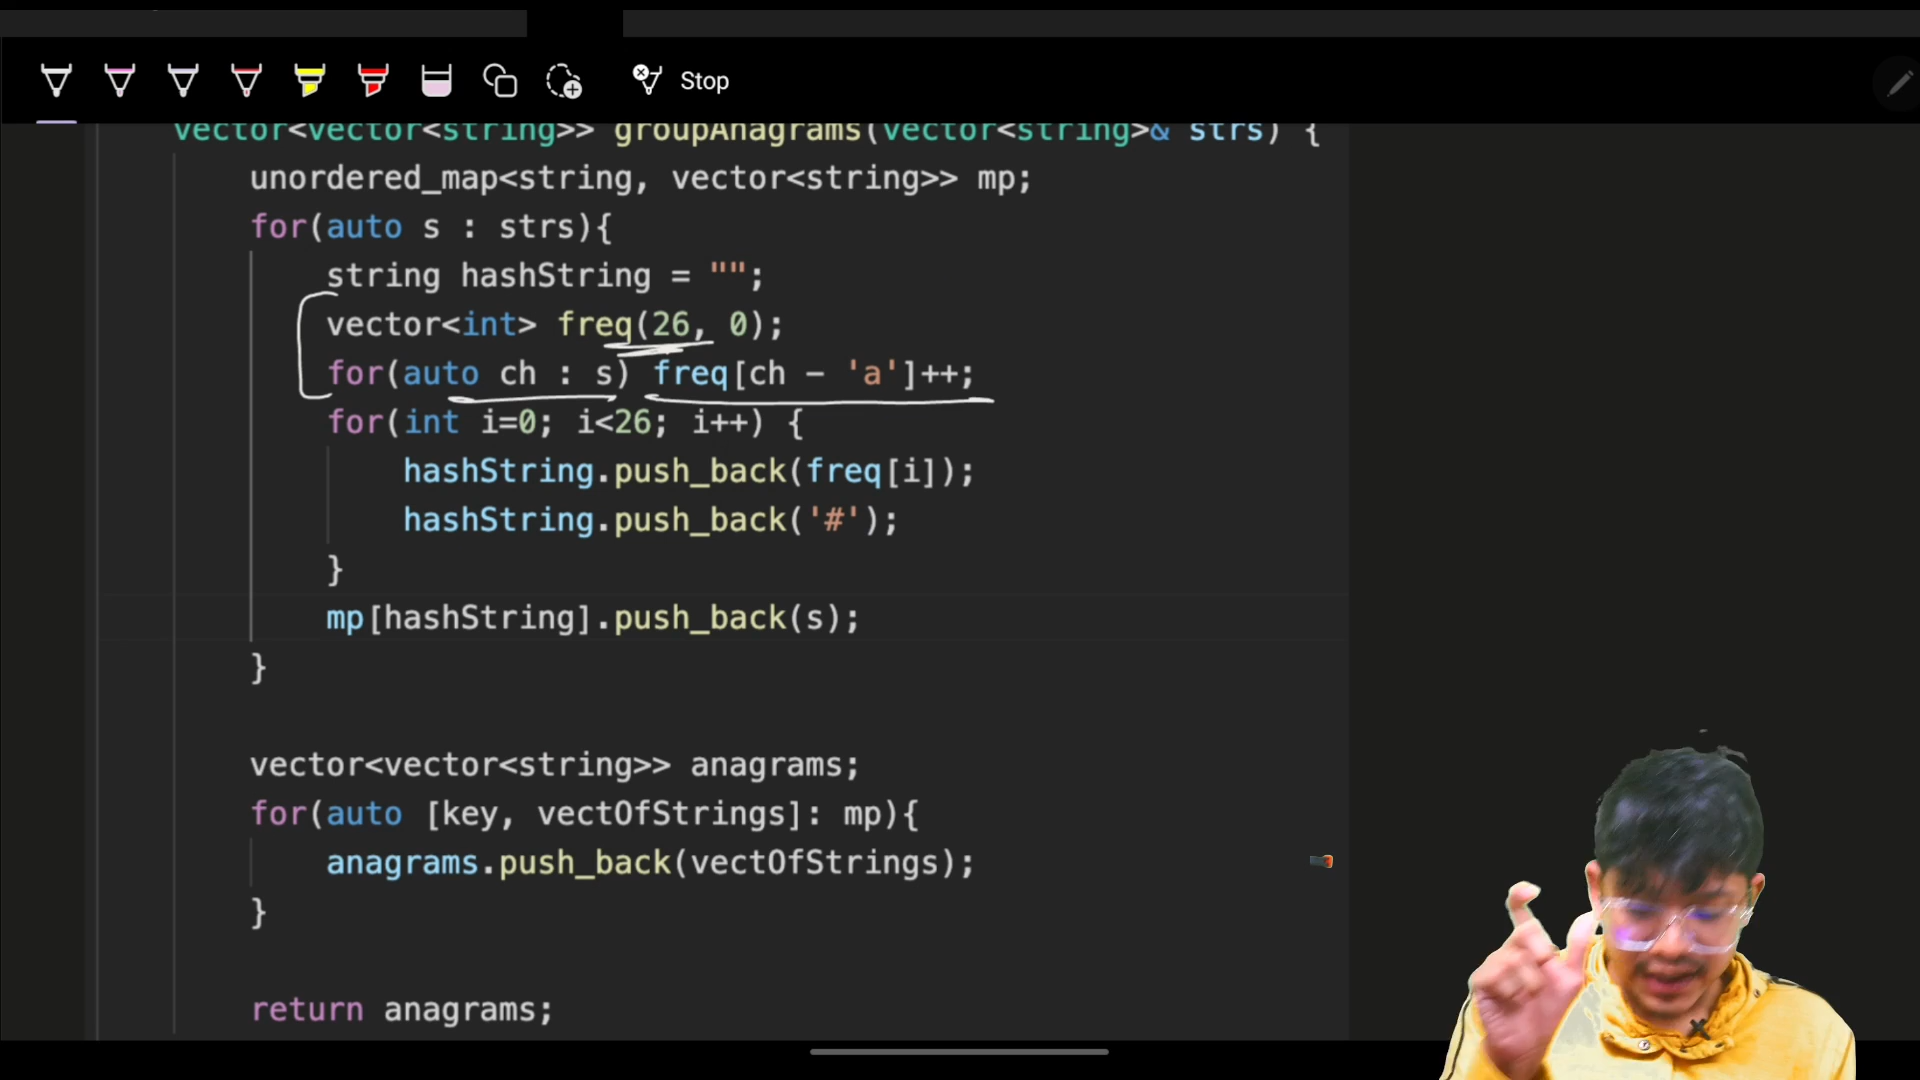 Stop
vector<vector<string>> groupAnagrams(vector<string>& strs) {
unordered_map<string, vector<string>> mp;
for(auto s : strs){
string hashString = "";
vector<int> freq(26, 0);
for(auto ch : s) freq[ch - 'a']++;
for(int i=0; i<26; i++) {
hashString.push_back(freq[i]);
hashString.push_back('#');
}
mp[hashString].push_back(s);
}
vector<vector<string>> anagrams;
for(auto [key, vectOfStrings]: mp){
anagrams.push_back(vectOfStrings);
}
return anagrams;